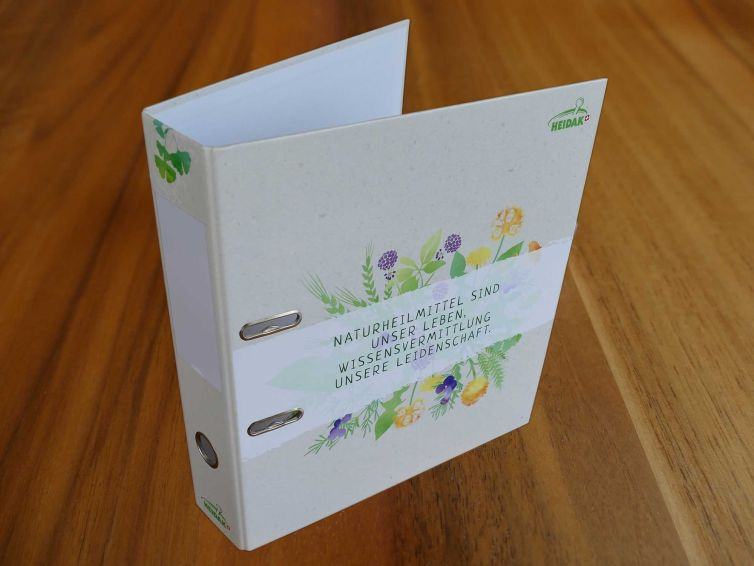 HEIDAK
NATURHEILMITTEL SIND
UNSER LEBEN,
WISSENSVERMITTLUNG
UNSERE LEIDENSCHAFT.
HEIDAK